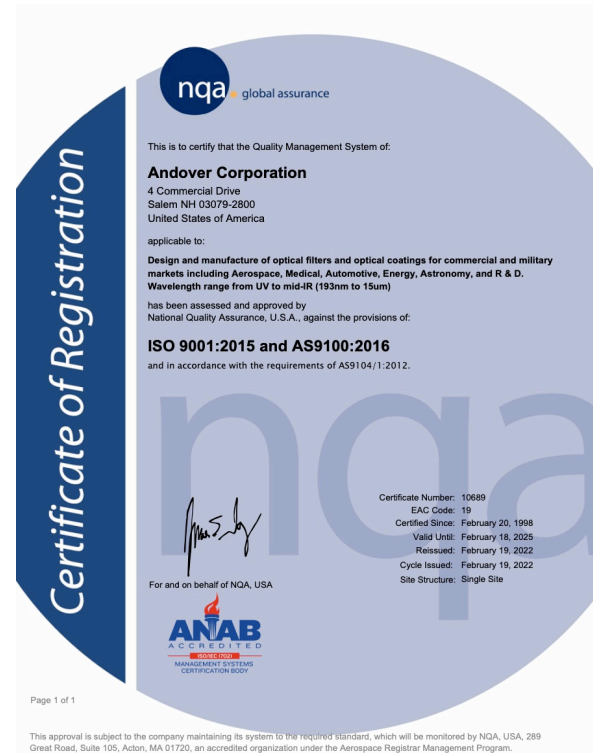 Certificate of Registration
nqa. global assurance
This is to certify that the Quality Management System of:
Andover Corporation
4 Commercial Drive
Salem NH 03079-2800
United States of America
applicable to:
Design and manufacture of optical filters and optical coatings for commercial and military
markets including Aerospace, Medical, Automotive, Energy, Astronomy, and R & D.
Wavelength range from UV to mid-IR (193nm to 15um)
has been assessed and approved by
National Quality Assurance, U.S.A., against the provisions of:
ISO 9001:2015 and AS9100:2016
and in accordance with the requirements of AS9104/1:2012.
nqa
Certificate Number: 10689
EAC Code: 19
Certified Since: February 20, 1998
Valid Until: February 18, 2025
Reissued: February 19, 2022
Cycle Issued: February 19, 2022
Site Structure: Single Site
For and on behalf of NQA, USA
ANAB
ACCREDITED
ISO/IEC 17021
MANAGEMENT SYSTEMS
CERTIFICATION BODY
Page 1 of 1
This approval is subject to the company maintaining its system to the required standard, which will be monitored by NQA, USA, 289
Great Road, Suite 105, Acton, MA 01720, an accredited organization under the Aerospace Registrar Management Program.